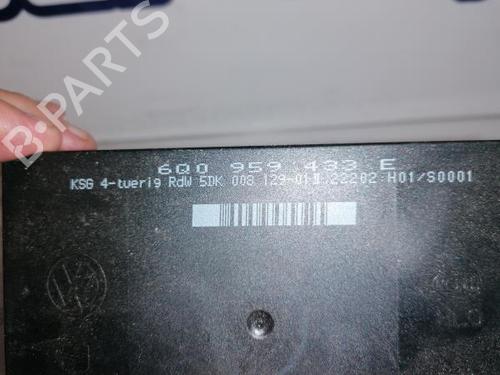 B-PARTS
6Q0 959 433 E
KSG 4-tuerig RdW 5DK 008 129-01 22202 H01/S0001